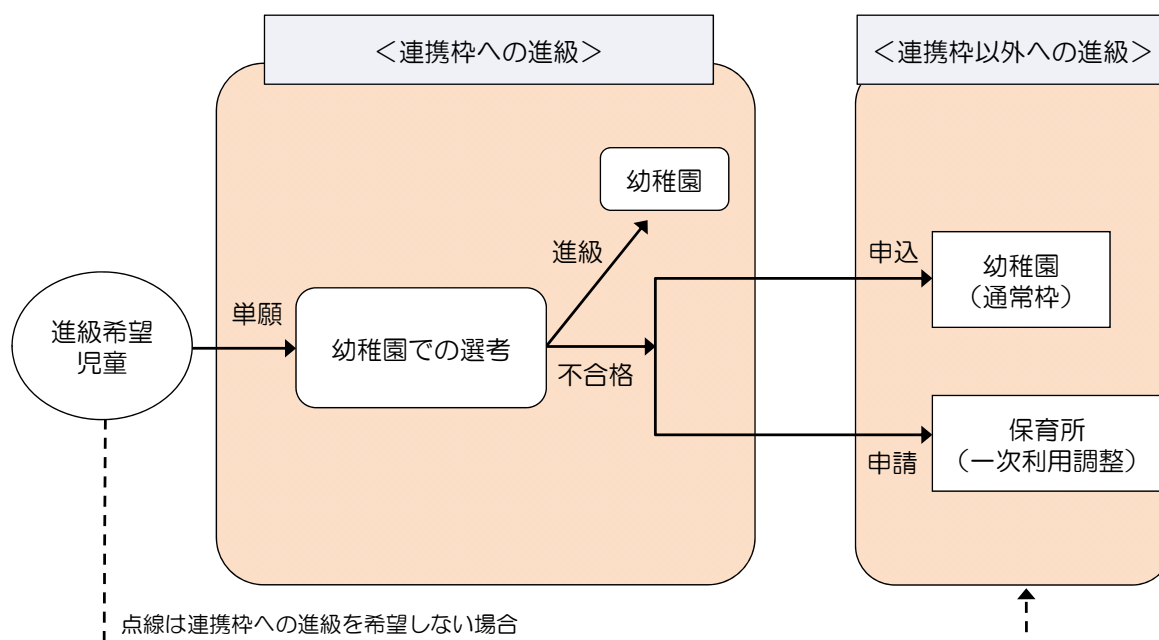 ＜連携枠への進級＞
＜連携枠以外への進級＞
幼稚園
進級
申込
幼稚園
（通常枠）
進級希望
児童
単願
幼稚園での選考
不合格
保育所
（一次利用調整）
申請
点線は連携枠への進級を希望しない場合